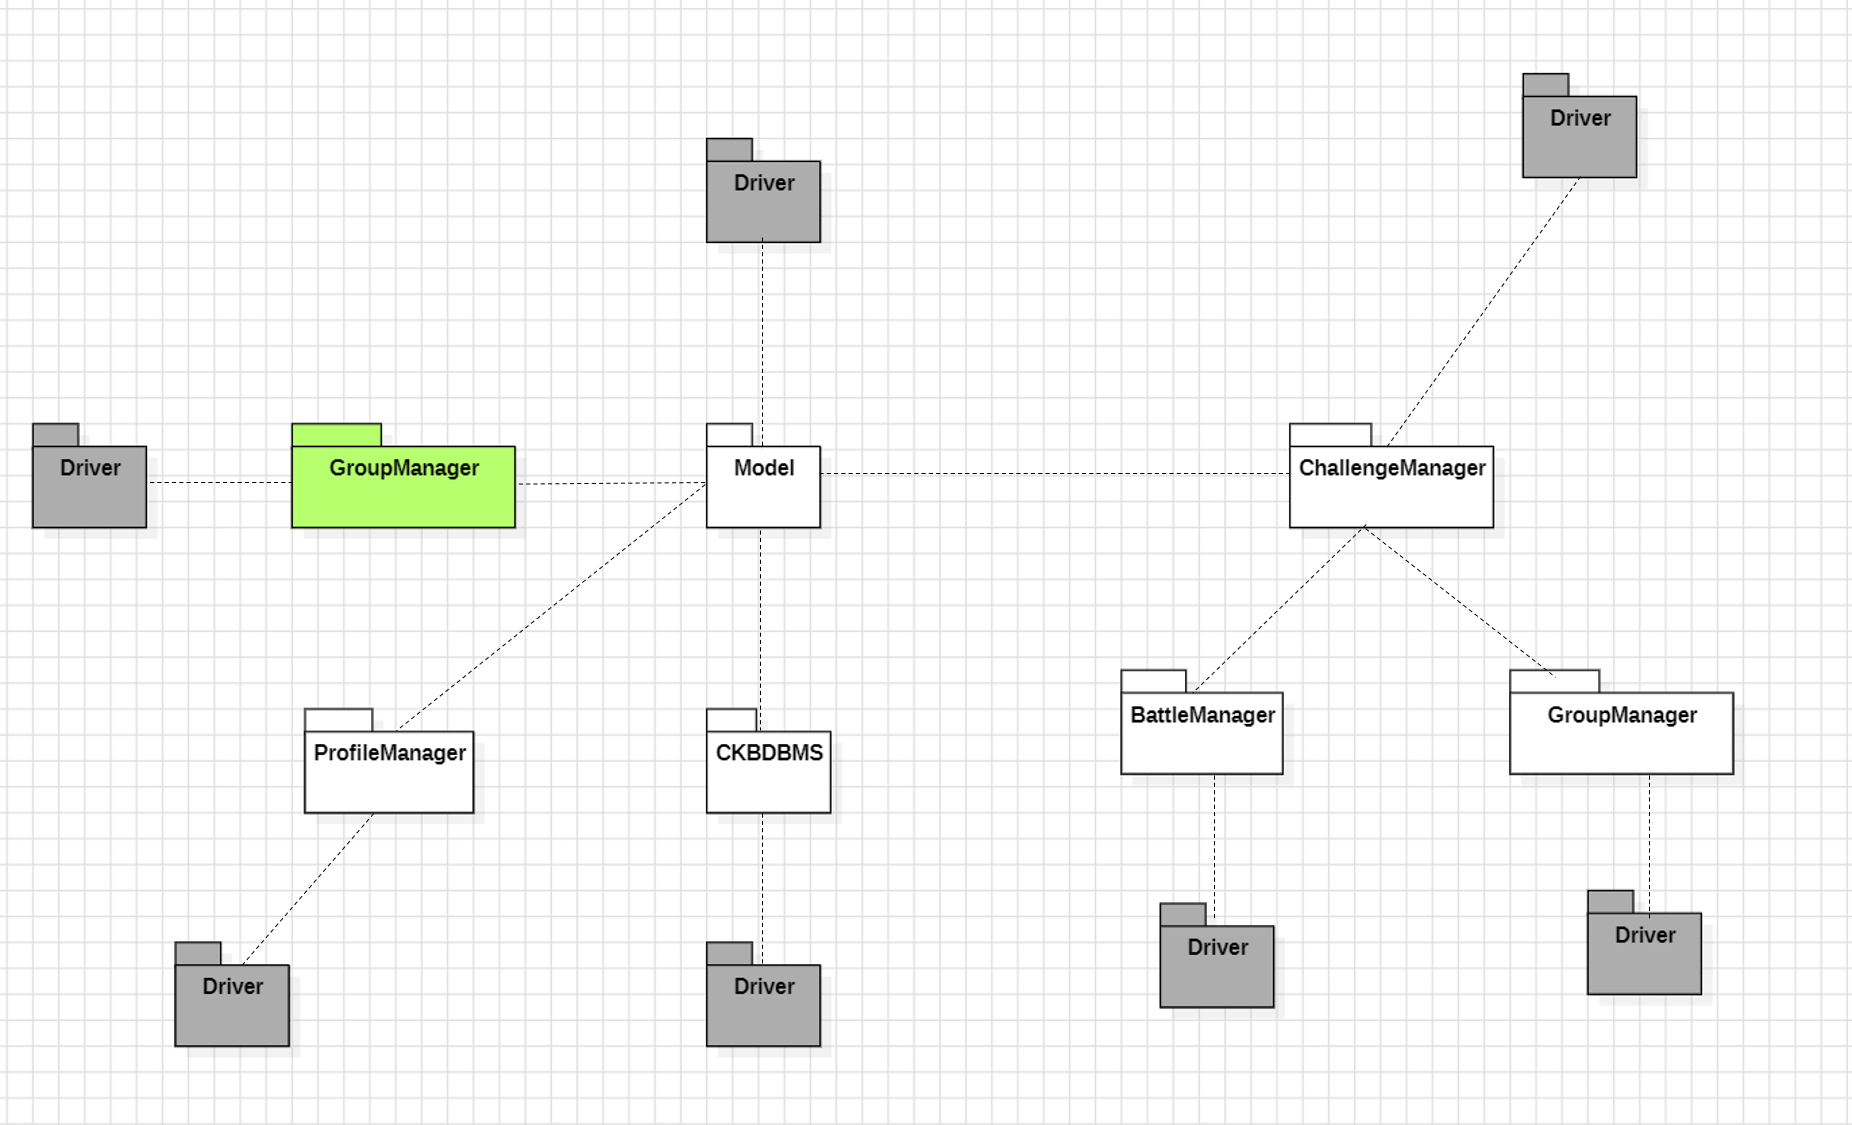 Driver
Driver
Driver
GroupManager
Model
ChallengeManager
BattleManager
GroupManager
ProfileManager
CKBDBMS
Driver
Driver
Driver
Driver